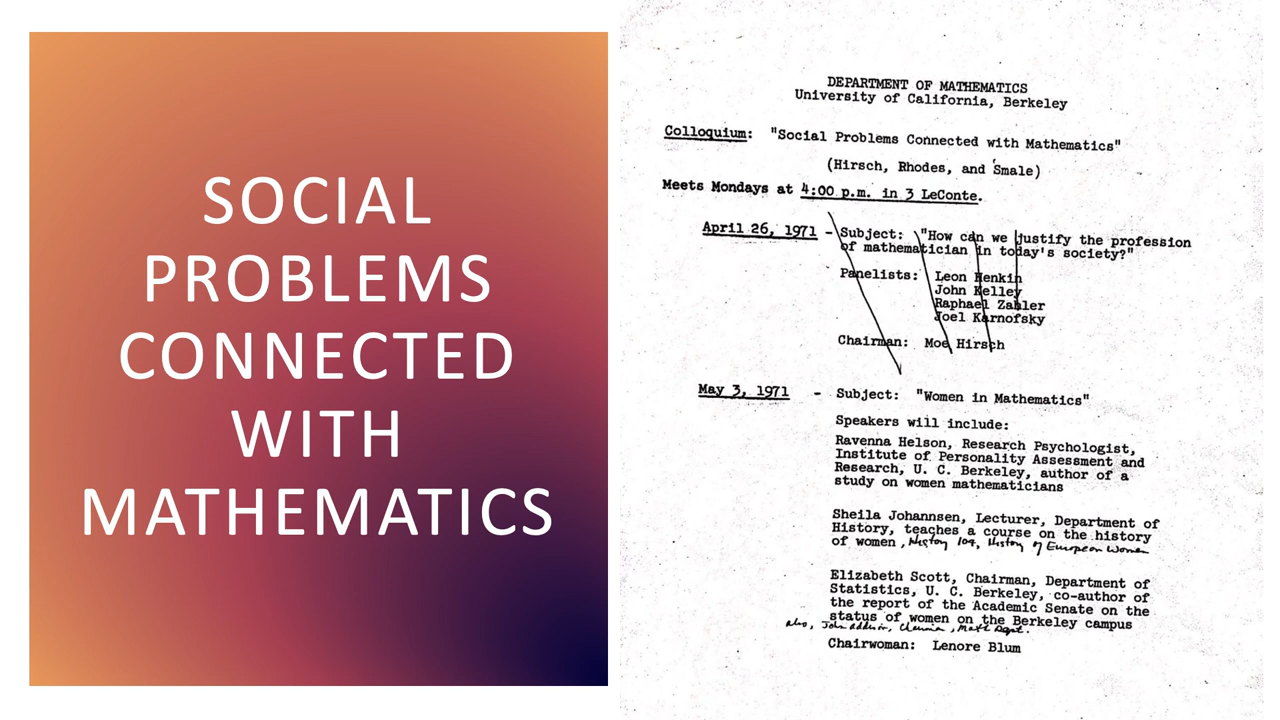 SOCIAL
PROBLEMS
CONNECTED
WITH
MATHEMATICS
DEPARTMENT OF MATHEMATICS
University of California, Berkeley
Colloquium: "Social Problems Connected with Mathematics"
(Hirsch, Rhodes, and Smale)
Meets Mondays at 4:00 p.m. in 3 LeConte.
April 26, 1971 - Subject: "How can we justify the profession
of mathematician in today's society?"
Panelists: Leon Henkin
John Kelley
Raphael Zahler
Joel Karnofsky
Chairman: Moe Hirsch
May 3, 1971 - Subject: "Women in Mathematics"
Speakers will include:
Ravenna Helson, Research Psychologist,
Institute of Personality Assessment and
Research, U. C. Berkeley, author of a
study on women mathematicians
Sheila Johannsen, Lecturer, Department of
History, teaches a course on the history
of women, History 104, History of European Women
Elizabeth Scott, Chairman, Department of
Statistics, U. C. Berkeley, co-author of
the report of the Academic Senate on the
status of women on the Berkeley campus
also, John Math Dept.
Chairwoman: Lenore Blum